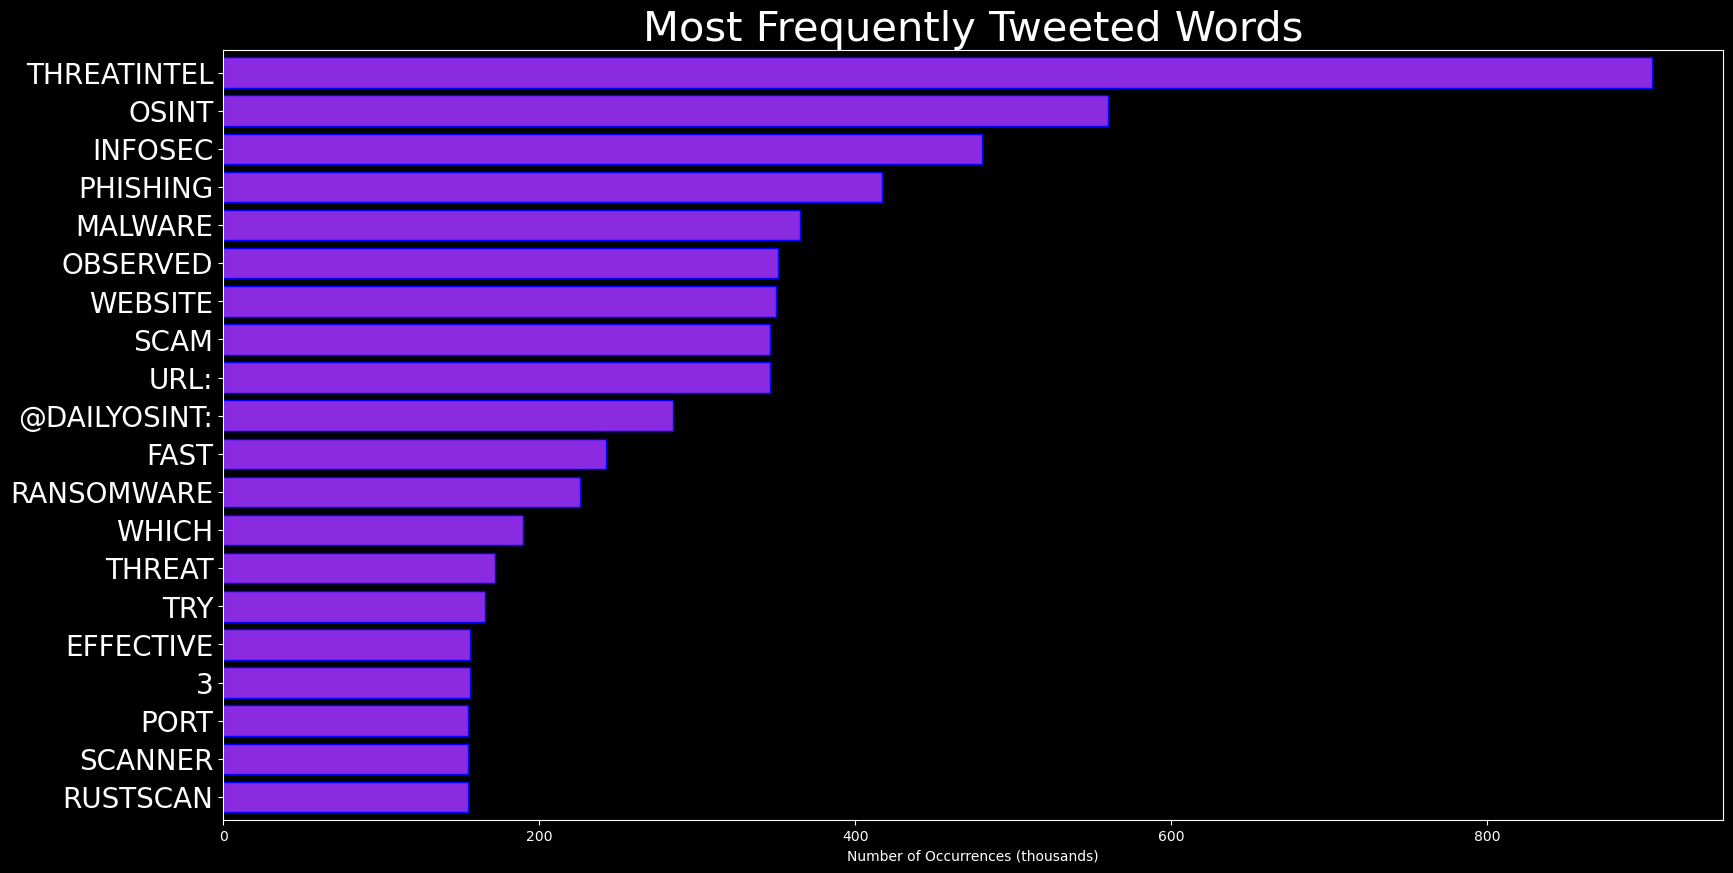 Most Frequently Tweeted Words
THREATINTEL
OSINT
INFOSEC
PHISHING
MALWARE
OBSERVED
WEBSITE
SCAM
URL:
@DAILYOSINT:
FAST
RANSOMWARE
WHICH
THREAT
TRY
EFFECTIVE
3
PORT
SCANNER
RUSTSCAN
0 200 400 600 800
Number of Occurrences (thousands)